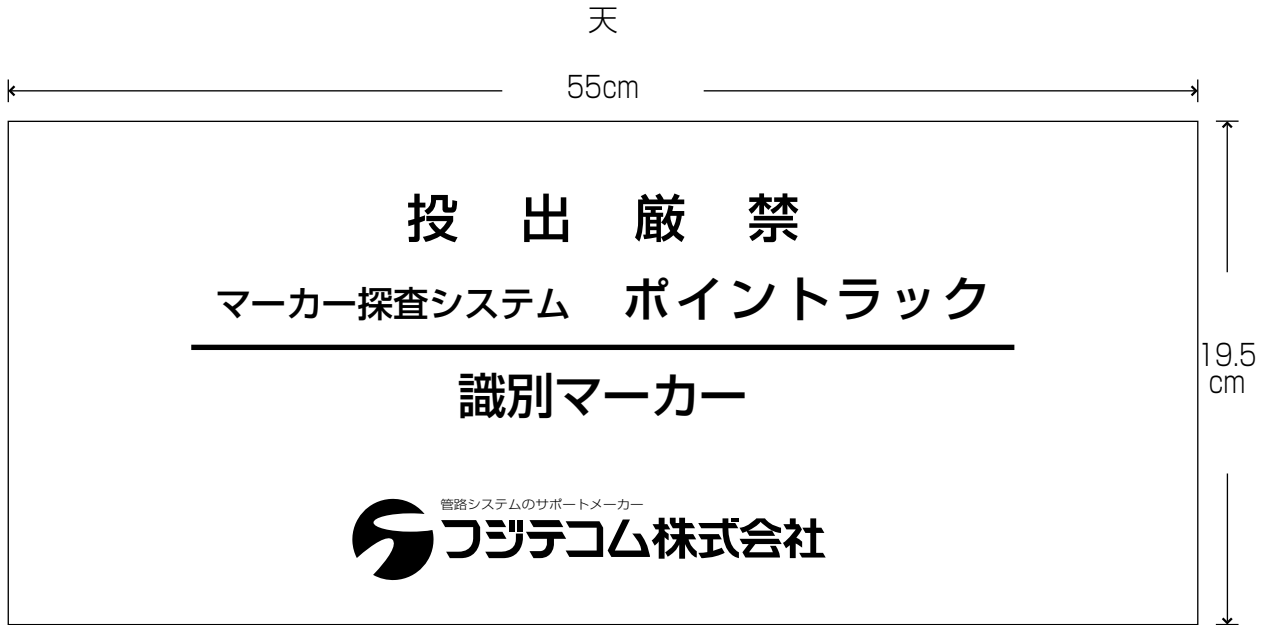 天
55cm
投出厳禁
マーカー探査システム ポイントラック
19.5
cm
識別マーカー
管路システムのサポートメーカー
フジテコム株式会社